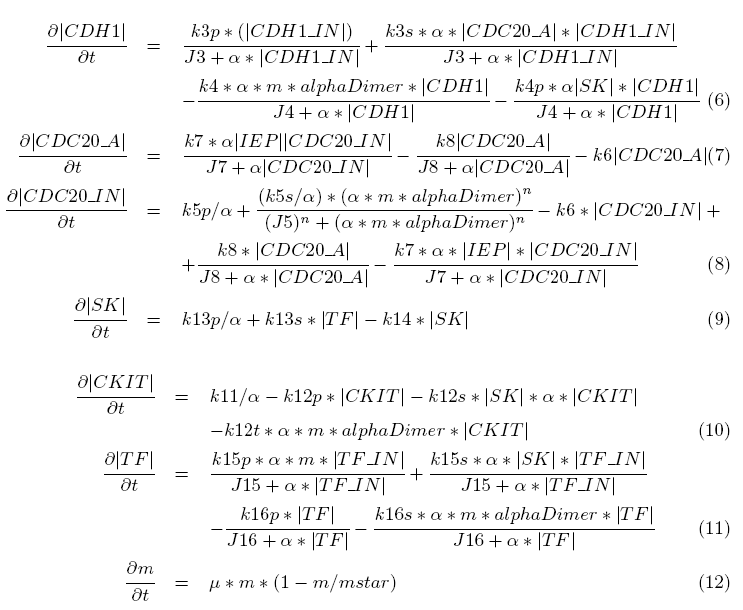 ∂|CDH1|/∂t = k3p ∗ (|CDH1_IN|)/(J3 + α ∗ |CDH1_IN|) + k3s ∗ α ∗ |CDC20_A| ∗ |CDH1_IN|/(J3 + α ∗ |CDH1_IN|)
− k4 ∗ α ∗ m ∗ alphaDimer ∗ |CDH1|/(J4 + α ∗ |CDH1|) − k4p ∗ α|SK| ∗ |CDH1|/(J4 + α ∗ |CDH1|) (6)
∂|CDC20_A|/∂t = k7 ∗ α|IEP||CDC20_IN|/(J7 + α|CDC20_IN|) − k8|CDC20_A|/(J8 + α|CDC20_A|) − k6|CDC20_A| (7)
∂|CDC20_IN|/∂t = k5p/α + (k5s/α) ∗ (α ∗ m ∗ alphaDimer)^n/((J5)^n + (α ∗ m ∗ alphaDimer)^n) − k6 ∗ |CDC20_IN| +
+ k8 ∗ |CDC20_A|/(J8 + α ∗ |CDC20_A|) − k7 ∗ α ∗ |IEP| ∗ |CDC20_IN|/(J7 + α ∗ |CDC20_IN|) (8)
∂|SK|/∂t = k13p/α + k13s ∗ |TF| − k14 ∗ |SK| (9)
∂|CKIT|/∂t = k11/α − k12p ∗ |CKIT| − k12s ∗ |SK| ∗ α ∗ |CKIT|
−k12t ∗ α ∗ m ∗ alphaDimer ∗ |CKIT| (10)
∂|TF|/∂t = k15p ∗ α ∗ m ∗ |TF_IN|/(J15 + α ∗ |TF_IN|) + k15s ∗ α ∗ |SK| ∗ |TF_IN|/(J15 + α ∗ |TF_IN|)
− k16p ∗ |TF|/(J16 + α ∗ |TF|) − k16s ∗ α ∗ m ∗ alphaDimer ∗ |TF|/(J16 + α ∗ |TF|) (11)
∂m/∂t = μ ∗ m ∗ (1 − m/mstar) (12)